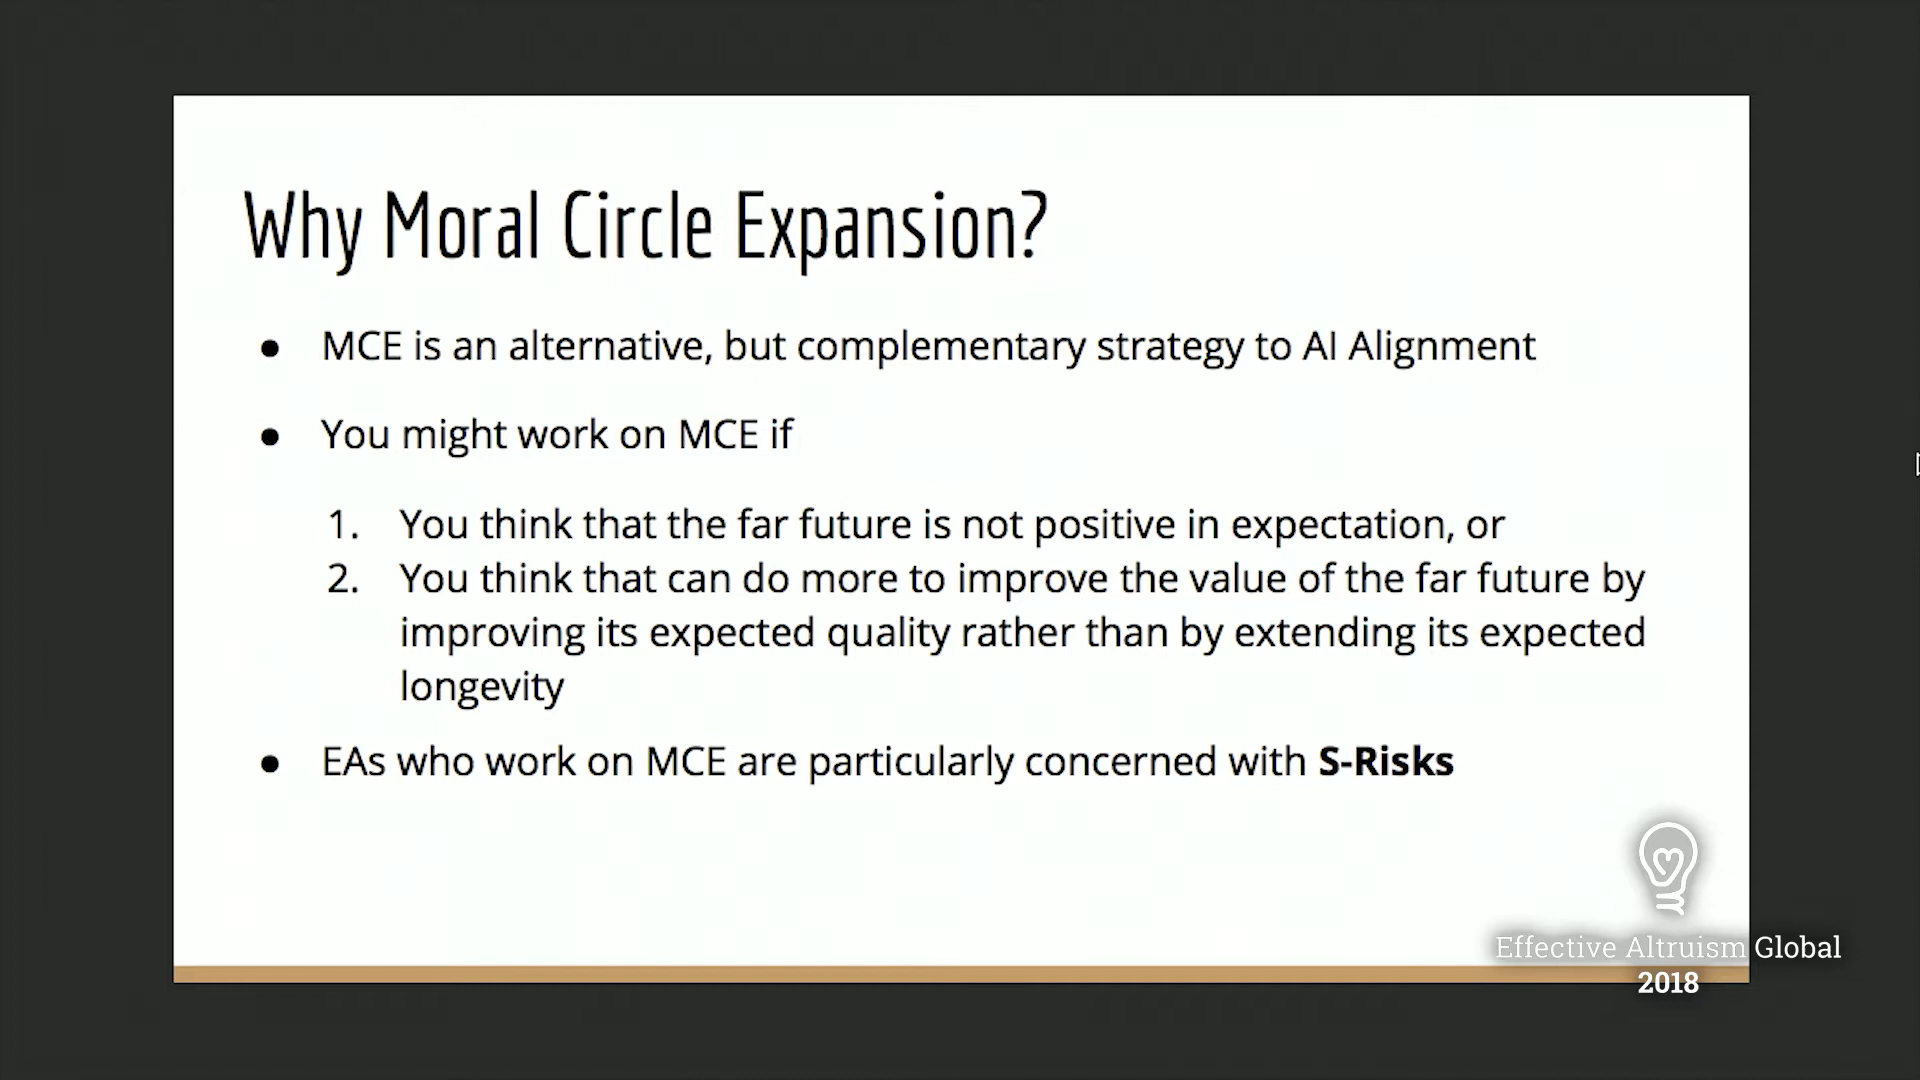 Why Moral Circle Expansion?
● MCE is an alternative, but complementary strategy to AI Alignment
● You might work on MCE if
1. You think that the far future is not positive in expectation, or
2. You think that can do more to improve the value of the far future by
improving its expected quality rather than by extending its expected
longevity
● EAs who work on MCE are particularly concerned with S-Risks
Effective Altruism Global
2018